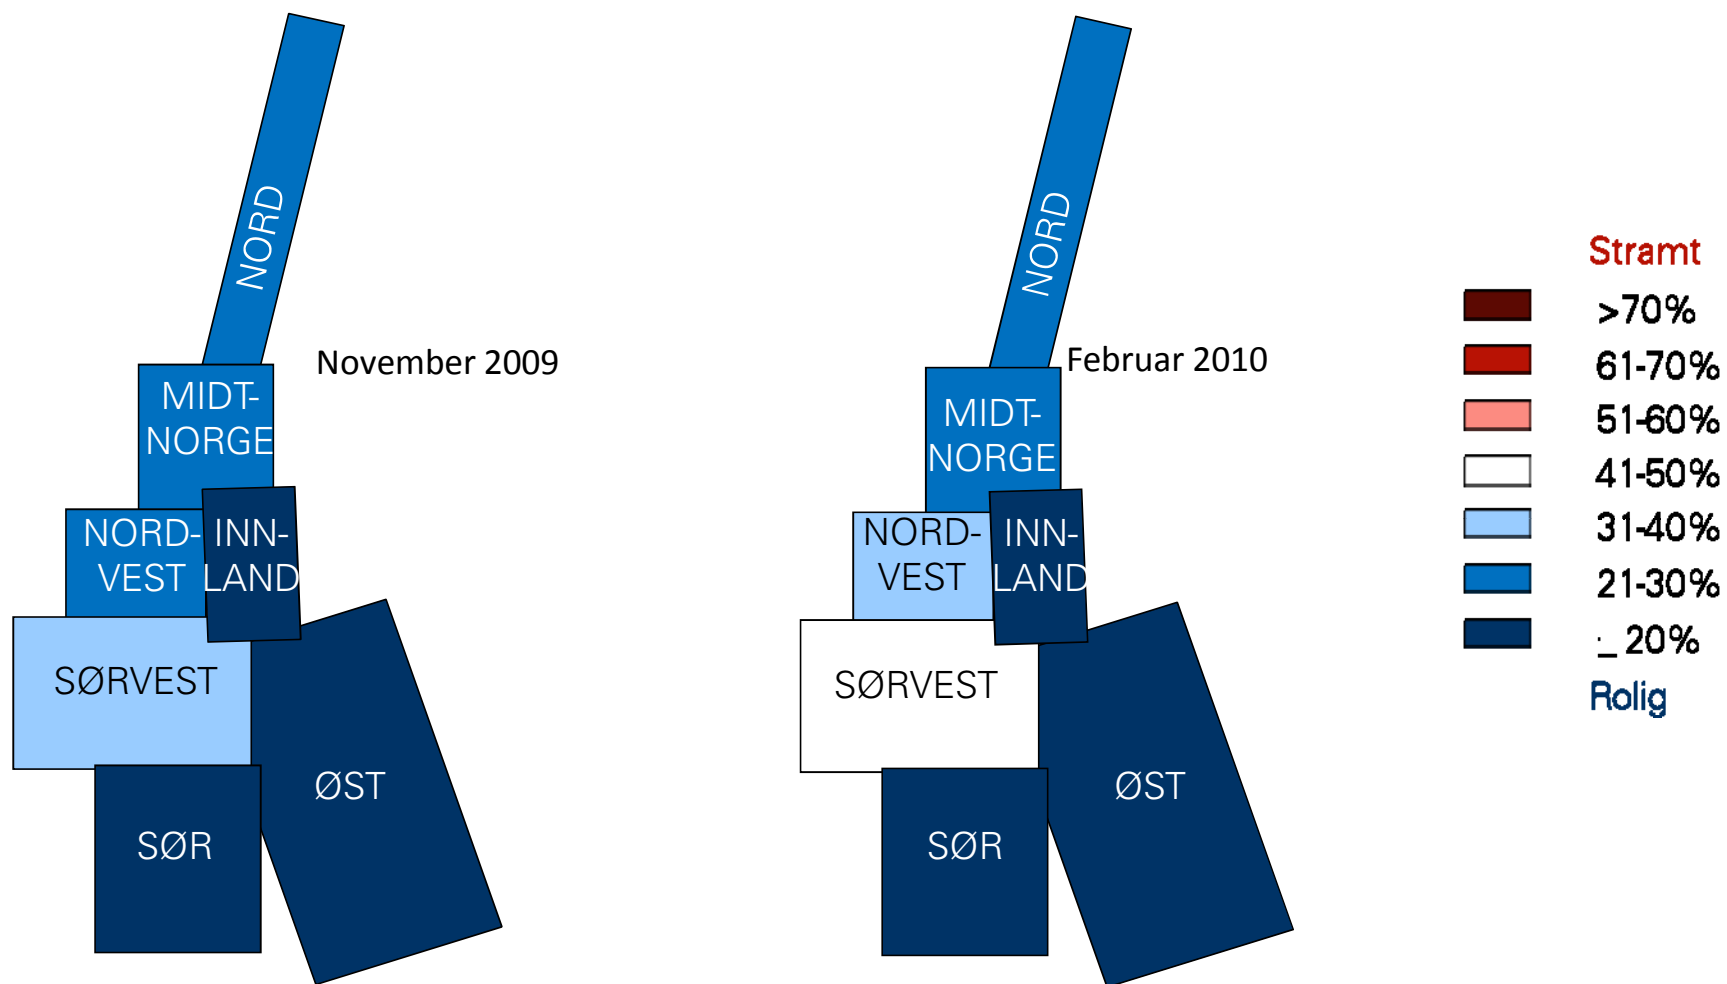 NORD
November 2009
MIDT-
NORGE
NORD-
VEST
INN-
LAND
SØRVEST
ØST
SØR
NORD
Februar 2010
MIDT-
NORGE
NORD-
VEST
INN-
LAND
SØRVEST
ØST
SØR
Stramt
>70%
61-70%
51-60%
41-50%
31-40%
21-30%
_ 20%
Rolig